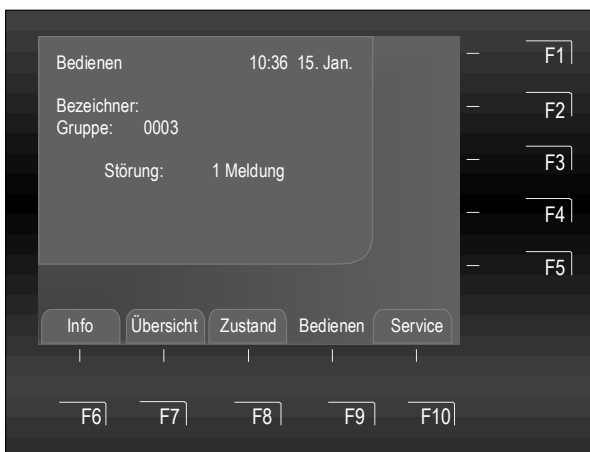 Bedienen 10:36 15. Jan.
Bezeichner:
Gruppe: 0003
Störung: 1 Meldung
F1
F2
F3
F4
F5
Info Übersicht Zustand Bedienen Service
F6 F7 F8 F9 F10